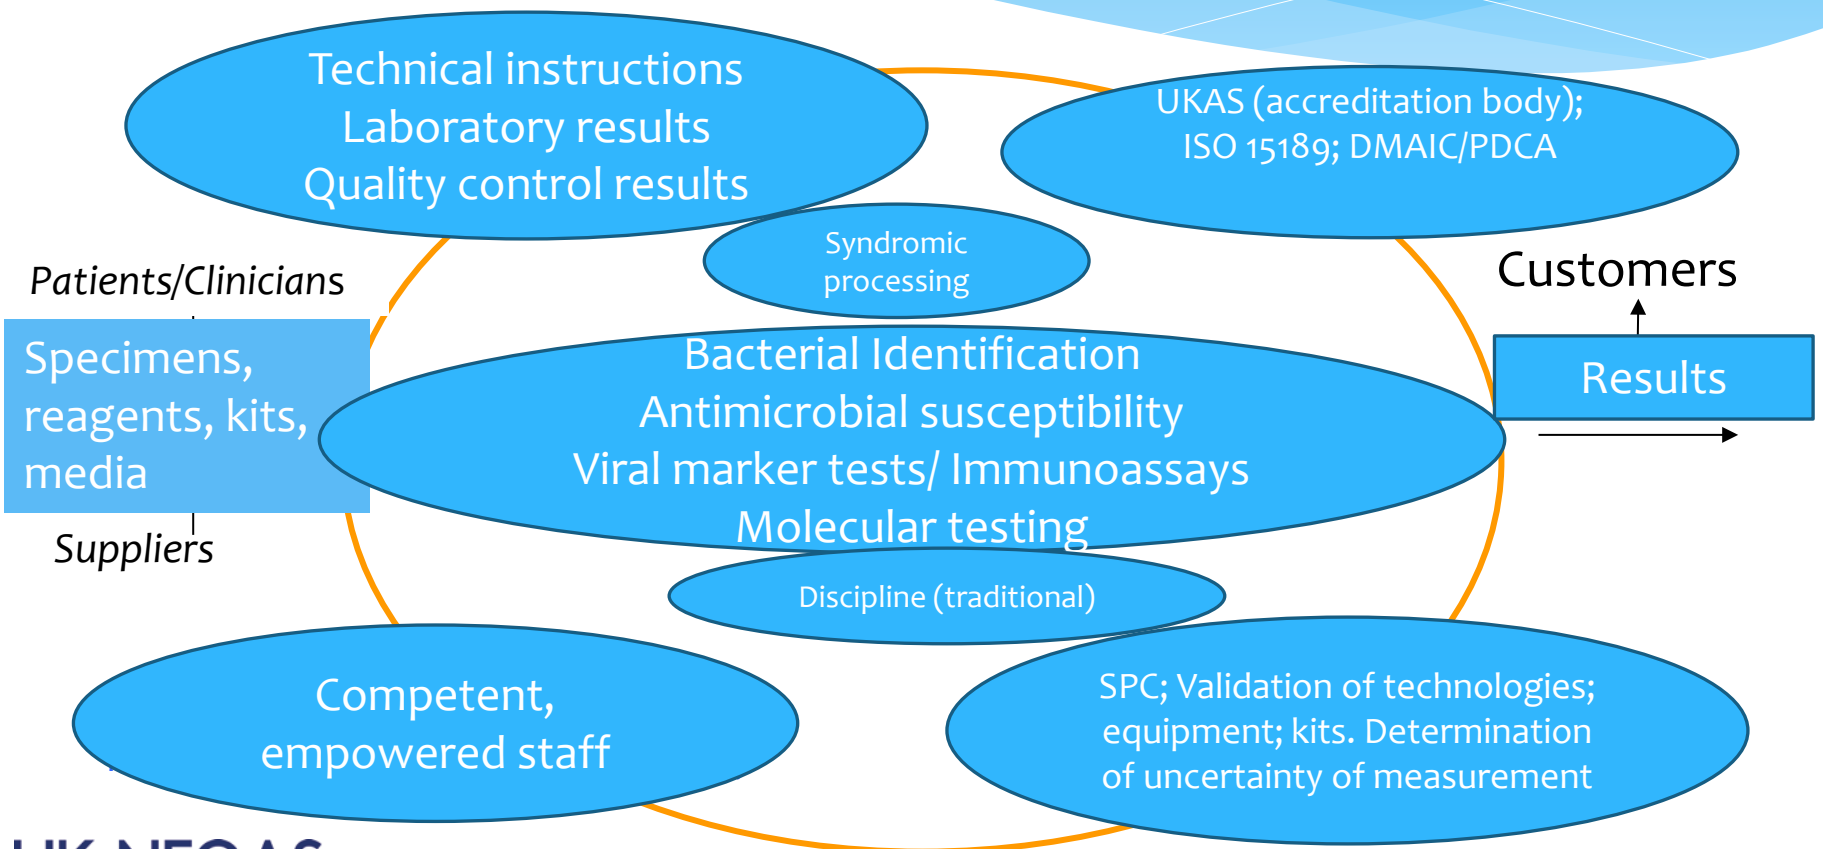 Technical instructions
Laboratory results
Quality control results
UKAS (accreditation body);
ISO 15189; DMAIC/PDCA
Syndromic
processing
Patients/Clinicians
Customers
Specimens,
reagents, kits,
media
Bacterial Identification
Antimicrobial susceptibility
Viral marker tests/ Immunoassays
Molecular testing
Results
Suppliers
Discipline (traditional)
Competent,
empowered staff
SPC; Validation of technologies;
equipment; kits. Determination
of uncertainty of measurement
UK NEQAS